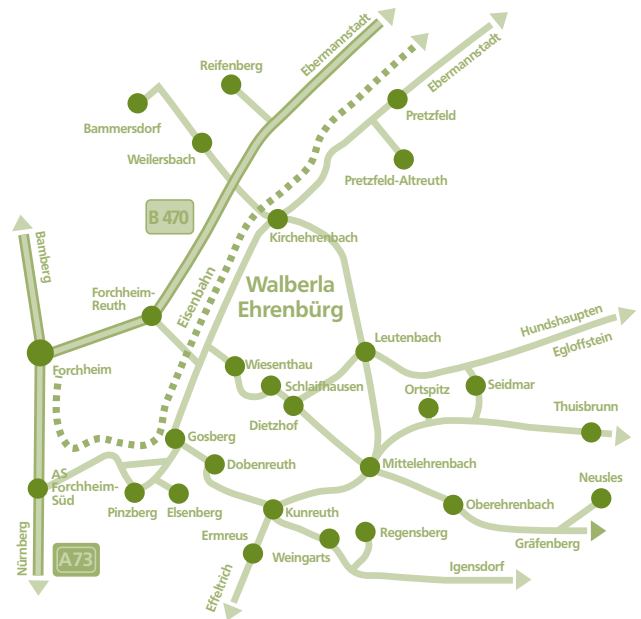 Ebermannstadt
Ebermannstadt
Reifenberg
Pretzfeld
Bammersdorf
Weilersbach
Pretzfeld-Altreuth
B 470
Kirchehrenbach
Bamberg
Eisenbahn
Walberla
Ehrenbürg
Forchheim-
Reuth
Hundshaupten
Egloffstein
Leutenbach
Forchheim
Wiesenthau
Schlaifhausen
Ortspitz
Seidmar
Dietzhof
Thuisbrunn
Gosberg
Dobenreuth
Mittelehrenbach
AS
Forchheim-
Süd
Pinzberg
Elsenberg
Kunreuth
Oberehrenbach
Neusles
Ermreus
Weingarts
Regensberg
Gräfenberg
Nürnberg
A73
Igensdorf
Effeltrich